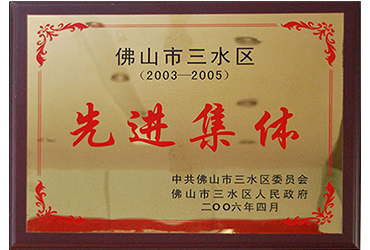 佛山市三水区
(2003—2005)
先进集体
中共佛山市三水区委员会
佛山市三水区人民政府
二〇〇六年四月